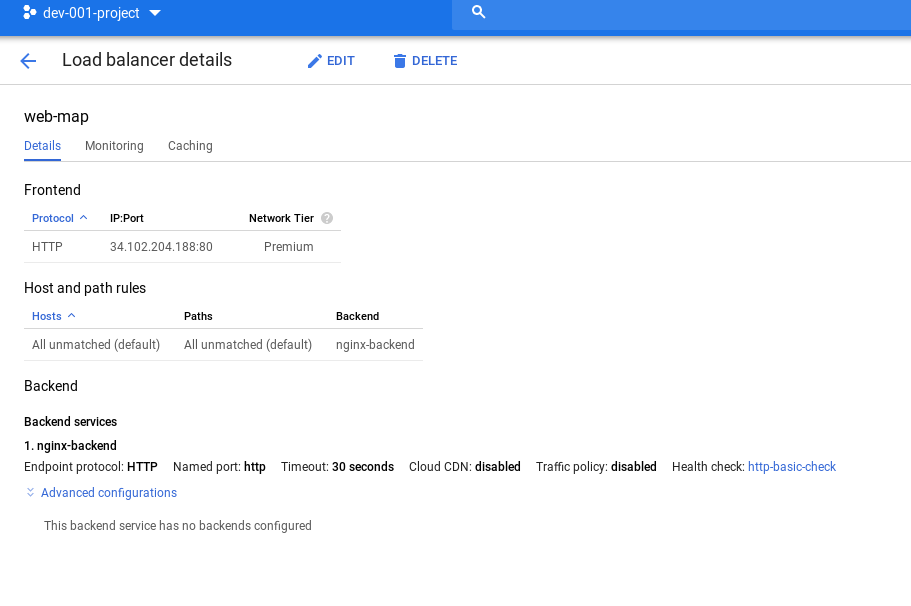 dev-001-project
Load balancer details EDIT DELETE
web-map
Details Monitoring Caching
Frontend
Protocol IP:Port Network Tier ?
HTTP 34.102.204.188:80 Premium
Host and path rules
Hosts Paths Backend
All unmatched (default) All unmatched (default) nginx-backend
Backend
Backend services
1. nginx-backend
Endpoint protocol: HTTP Named port: http Timeout: 30 seconds Cloud CDN: disabled Traffic policy: disabled Health check: http-basic-check
Advanced configurations
This backend service has no backends configured